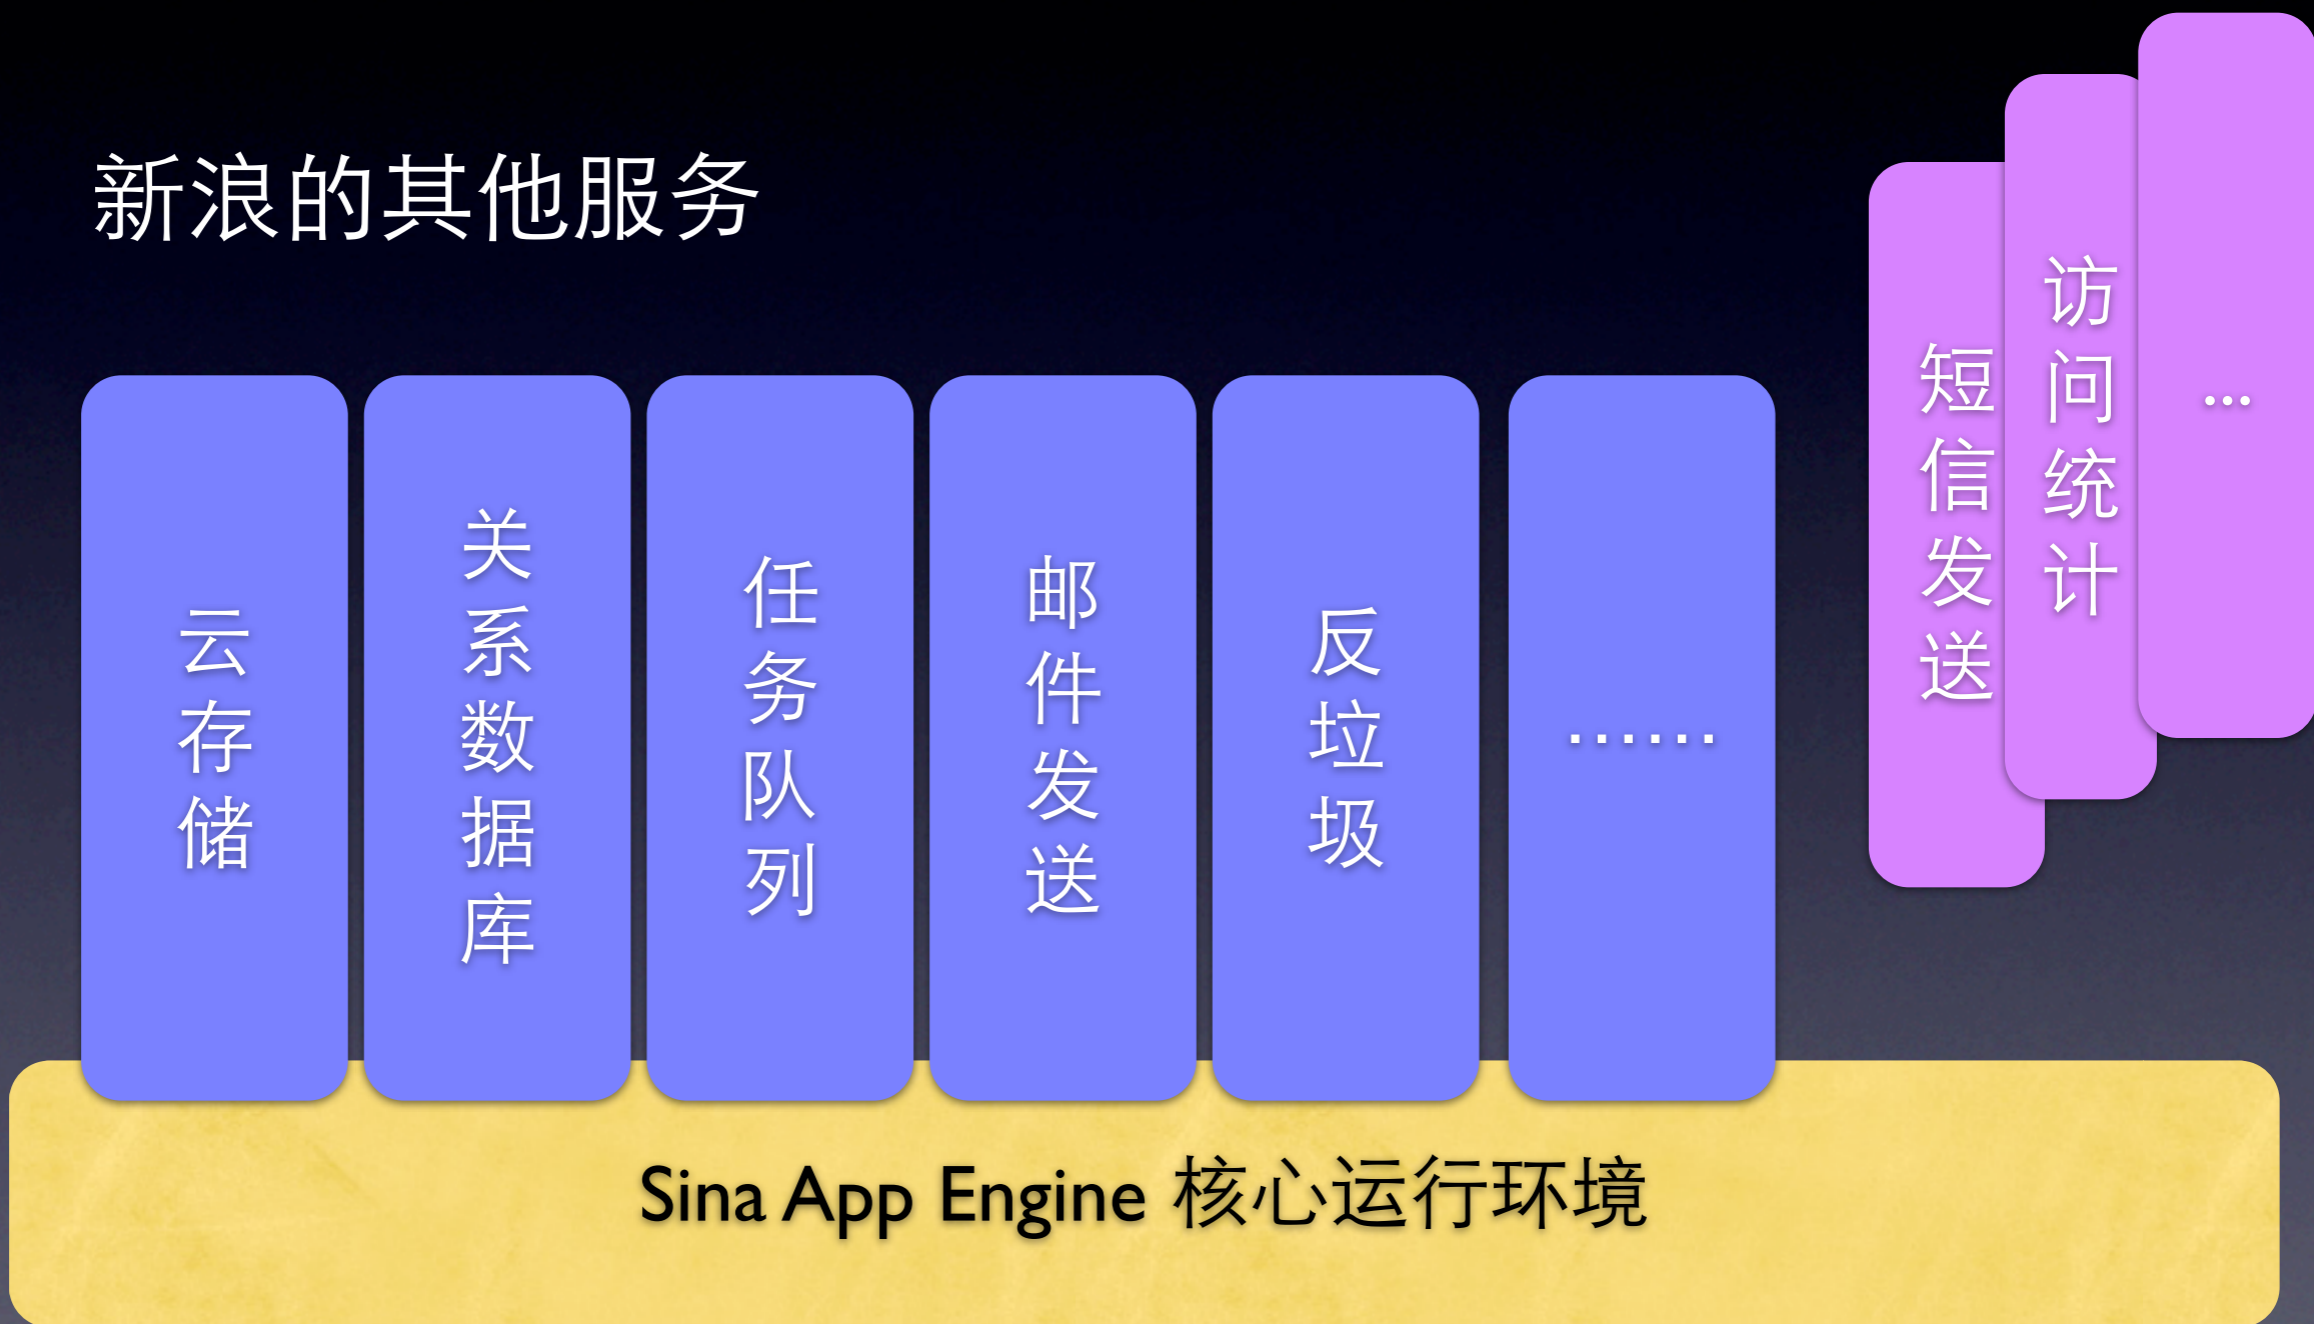 新浪的其他服务
云存储
关系数据库
任务队列
邮件发送
反垃圾
······
短信发送
访问统计
...
Sina App Engine 核心运行环境